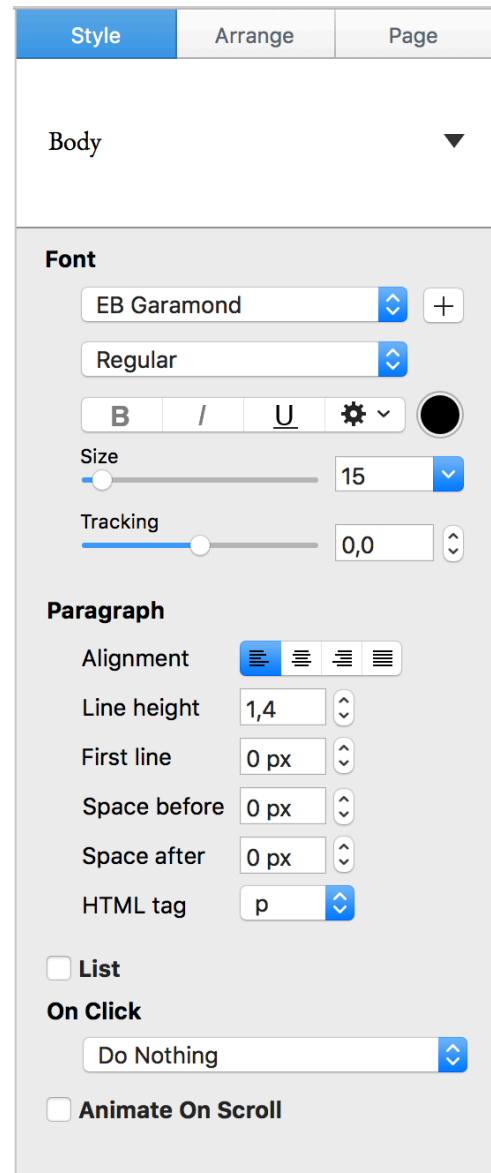 Style Arrange Page
Body
Font
EB Garamond
Regular
B I U
Size
15
Tracking
0,0
Paragraph
Alignment
Line height 1,4
First line 0 px
Space before 0 px
Space after 0 px
HTML tag p
List
On Click
Do Nothing
Animate On Scroll